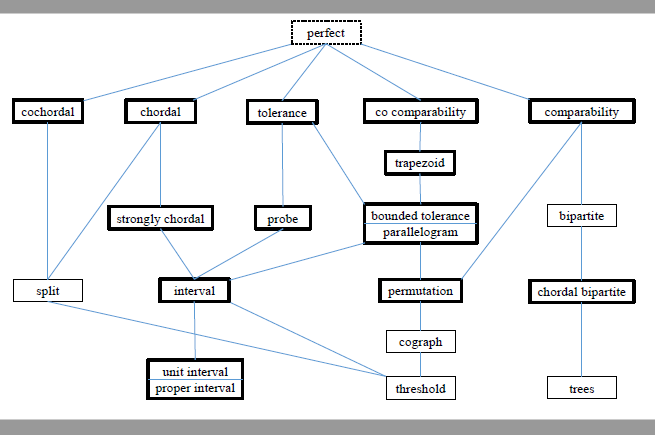 perfect
cochordal
chordal
tolerance
co comparability
comparability
trapezoid
strongly chordal
probe
bounded tolerance
parallelogram
bipartite
split
interval
permutation
chordal bipartite
cograph
unit interval
proper interval
threshold
trees